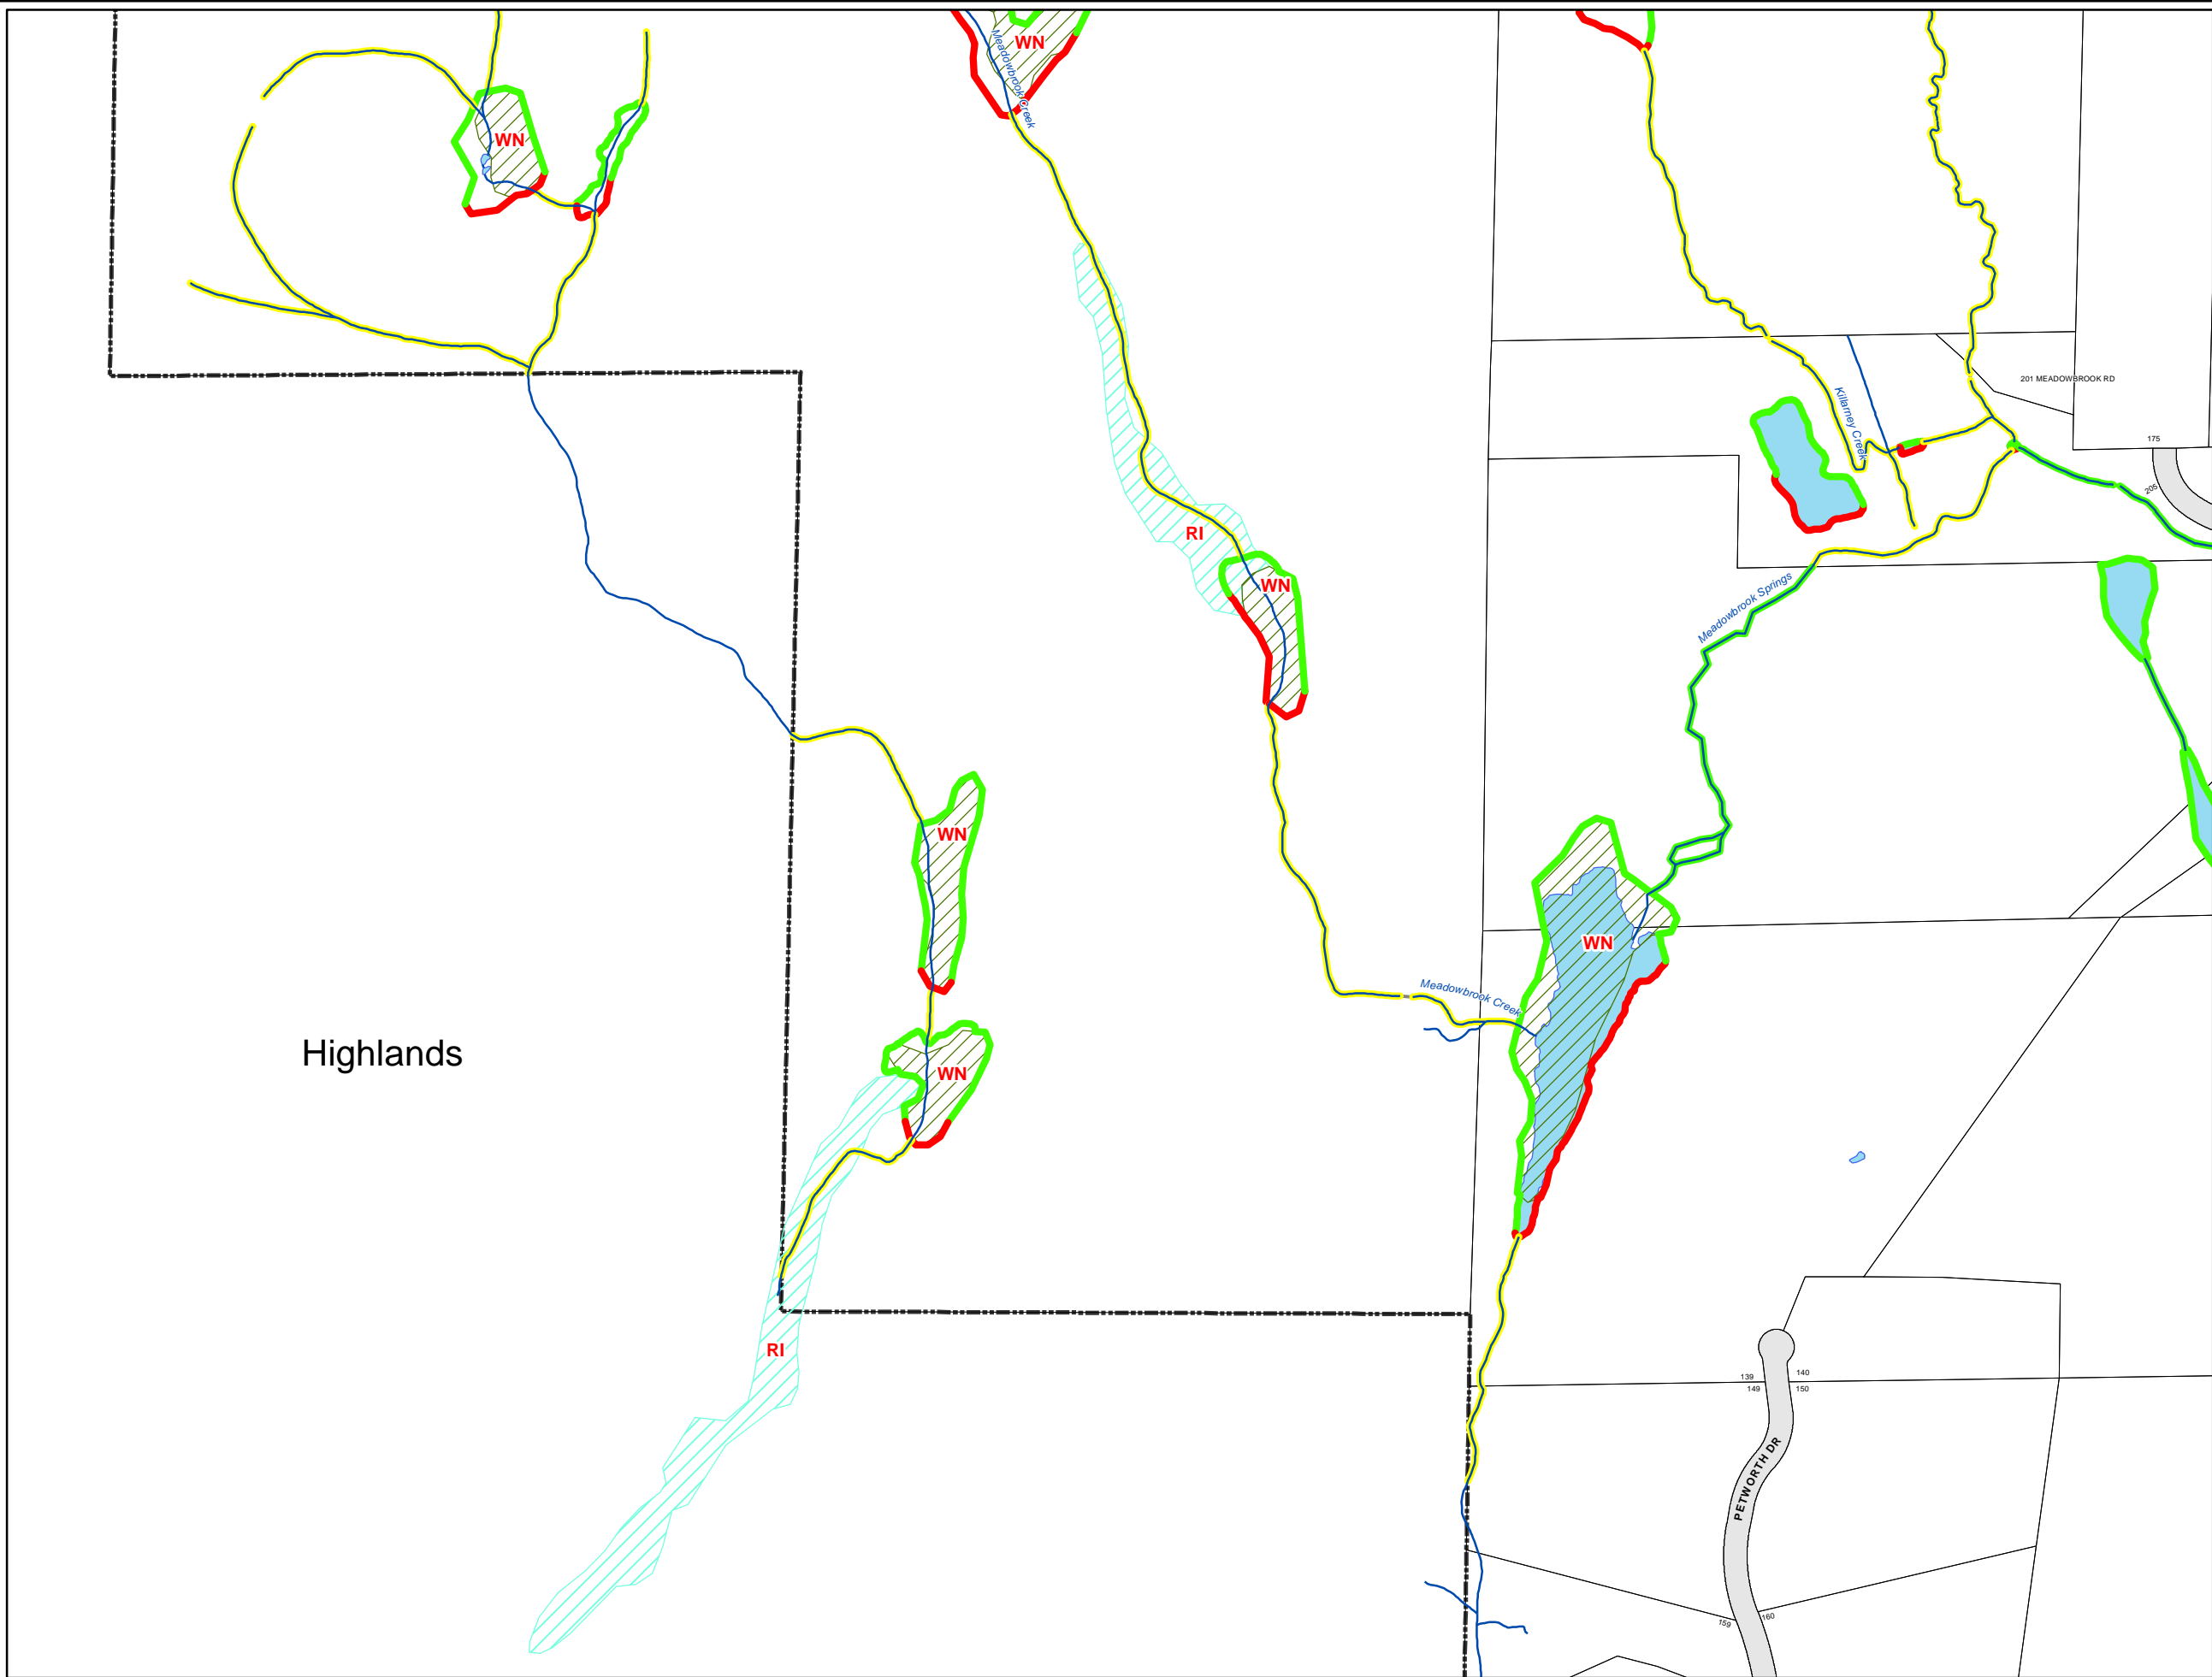 WN
Meadowbrook Creek
WN
201 MEADOWBROOK RD
Killarney Creek
175
205
RI
WN
Meadowbrook Springs
WN
WN
Meadowbrook Creek
Highlands
WN
RI
139
140
149
150
PETWORTH DR
159
160